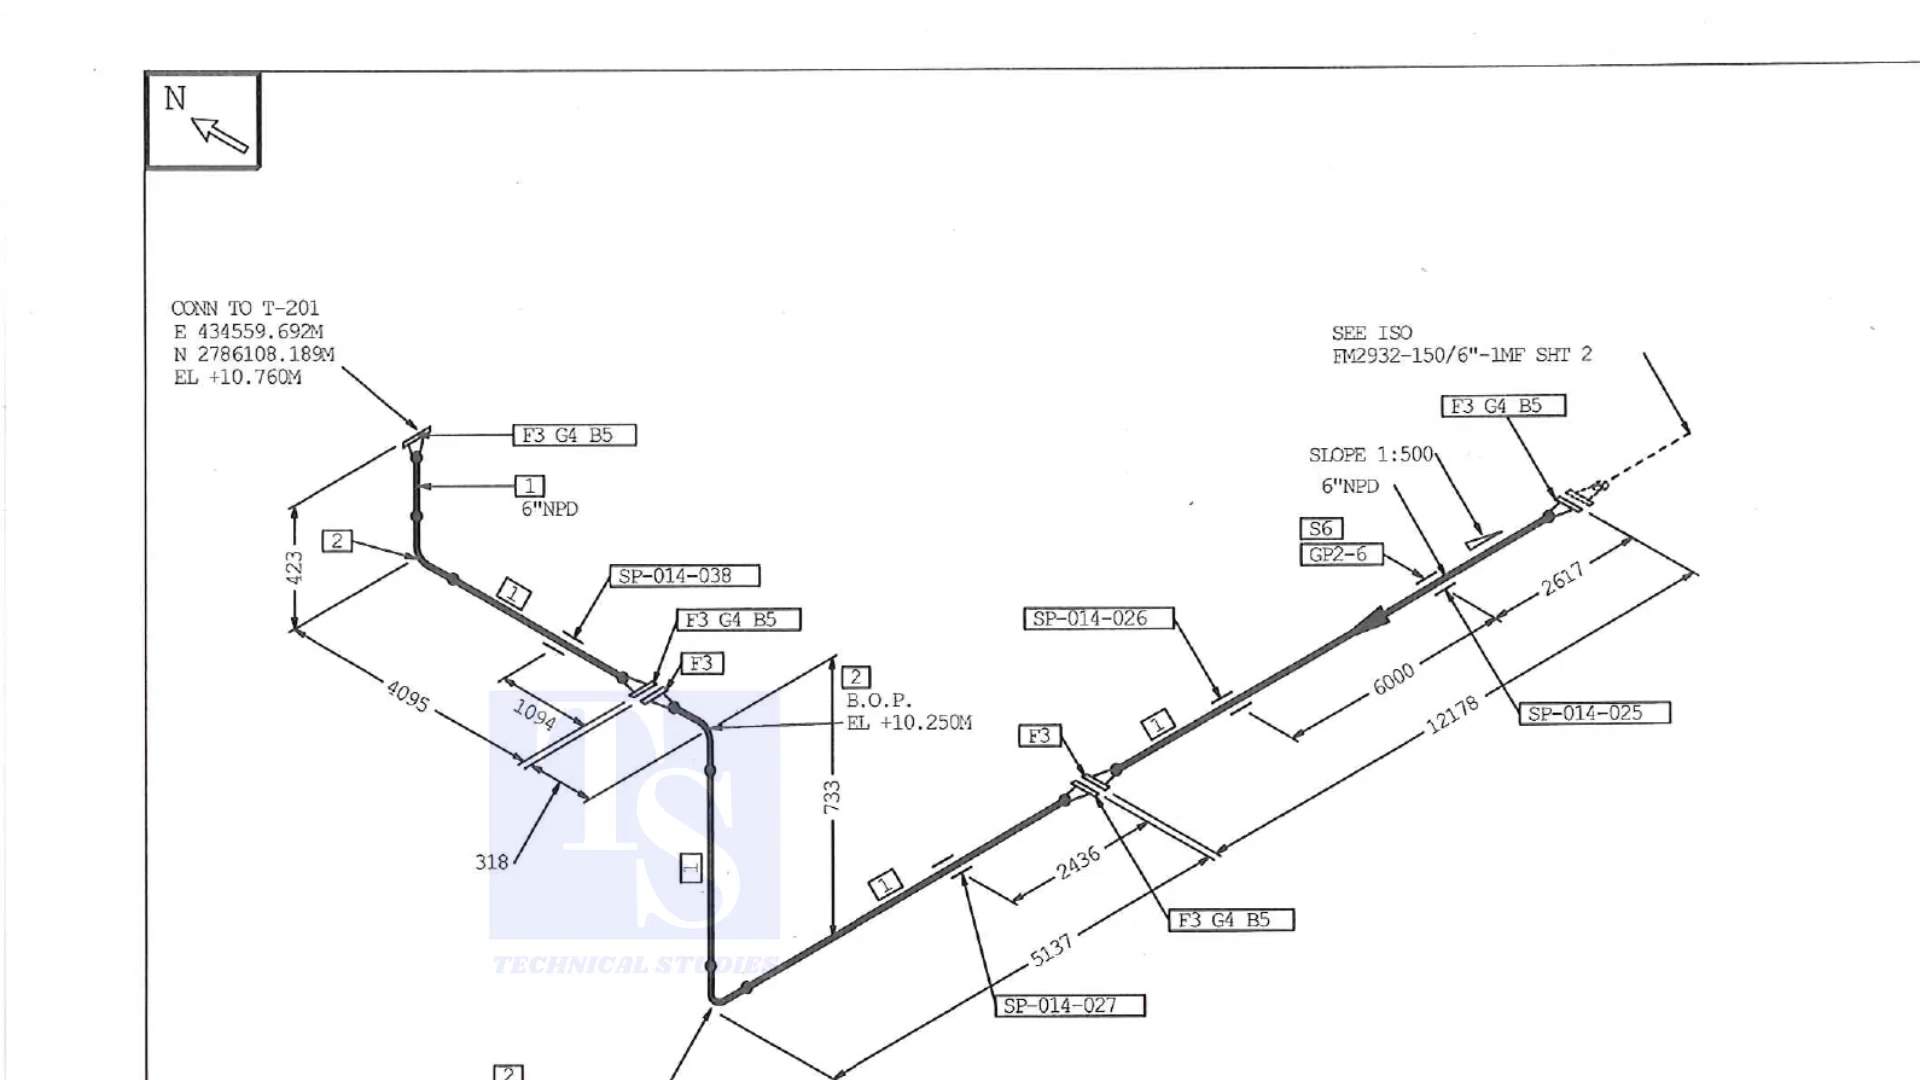 N
CONN TO T-201
E 434559.692M
N 2786108.189M
EL +10.760M
F3 G4 B5
1
6"NPD
2
423
1
SP-014-038
F3 G4 B5
F3
4095
1094
318
2
B.O.P.
EL +10.250M
733
1
SEE ISO
FM2932-150/6"-1MF SHT 2
F3 G4 B5
SLOPE 1:500
6"NPD
S6
GP2-6
2617
SP-014-026
6000
12178
SP-014-025
1
F3
1
2436
F3 G4 B5
5137
SP-014-027
2
TS
TECHNICAL STUDIES